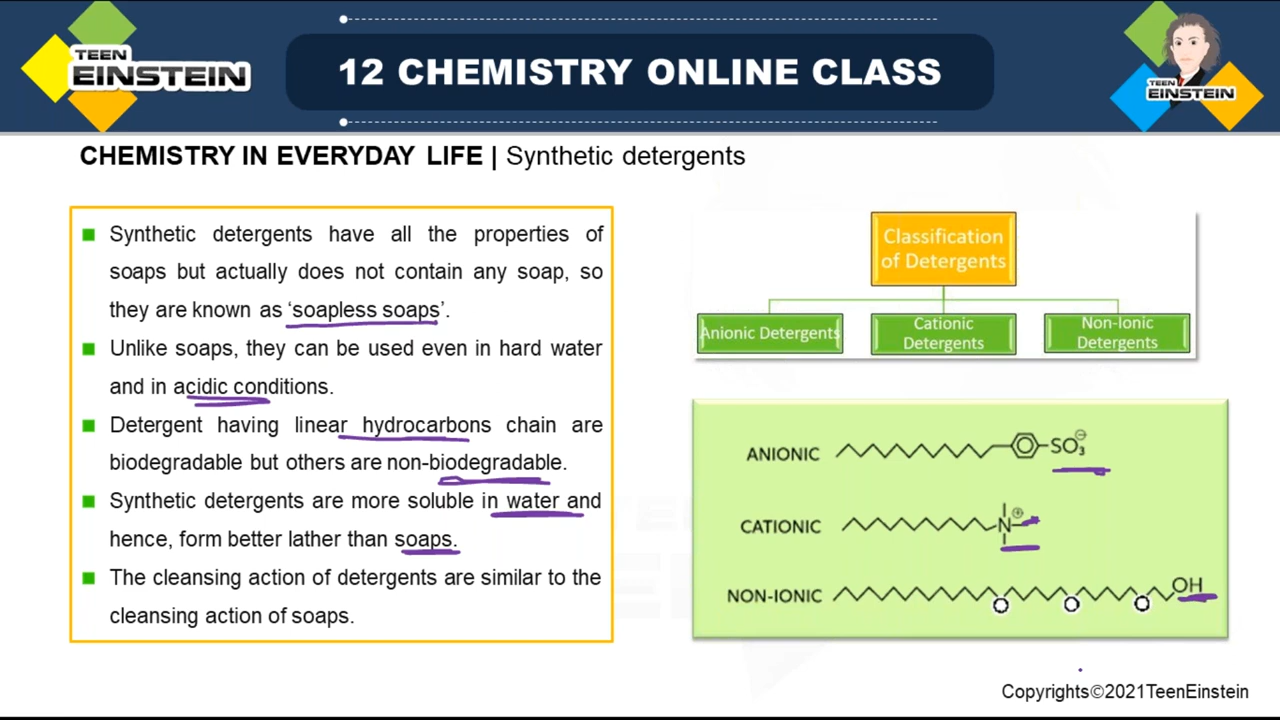 TEEN
EINSTEIN
12 CHEMISTRY ONLINE CLASS
TEEN
EINSTEIN
CHEMISTRY IN EVERYDAY LIFE | Synthetic detergents
Synthetic detergents have all the properties of
soaps but actually does not contain any soap, so
they are known as ‘soapless soaps’.
Unlike soaps, they can be used even in hard water
and in acidic conditions.
Detergent having linear hydrocarbons chain are
biodegradable but others are non-biodegradable.
Synthetic detergents are more soluble in water and
hence, form better lather than soaps.
The cleansing action of detergents are similar to the
cleansing action of soaps.
Classification
of Detergents
Anionic Detergents
Cationic
Detergents
Non-Ionic
Detergents
ANIONIC SO₃⊖
CATIONIC N⊕
NON-IONIC O O O OH
Copyrights©2021TeenEinstein